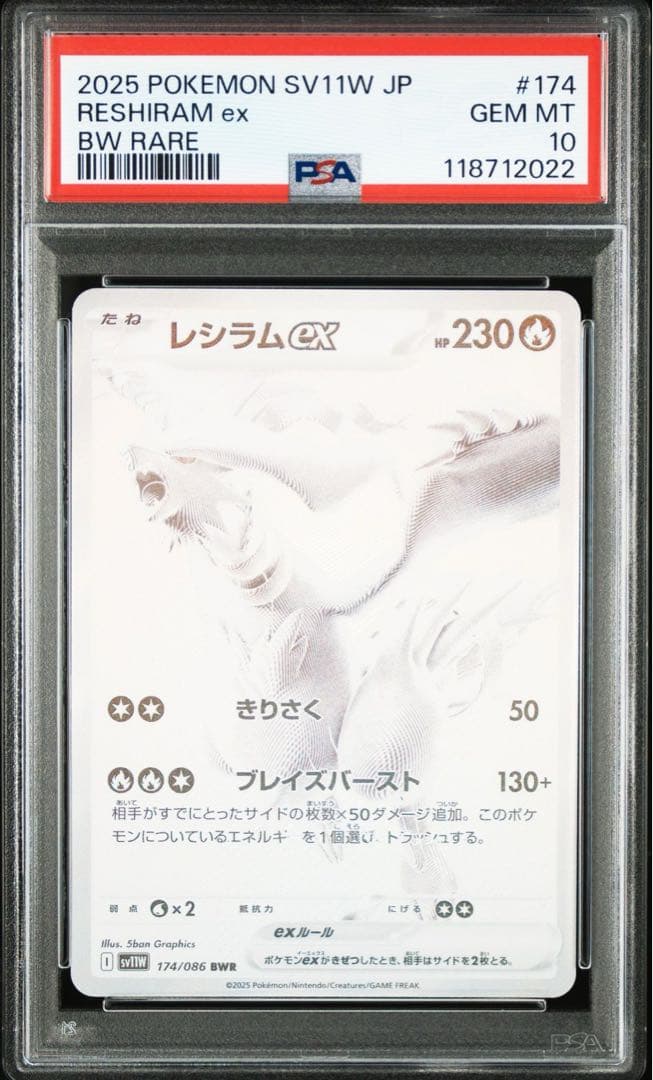 2025 POKEMON SV11W JP #174
RESHIRAM ex GEM MT
BW RARE 10
PSA 118712022
たね レシラムex HP 230
きりさく 50
ブレイズバースト 130+
相手がすでにとったサイドの枚数×50ダメージ追加。このポケ
モンについているエネルギーを1個選び、トラッシュする。
弱点 ×2 抵抗力 にげる
exルール
Illus. 5ban Graphics
I SV11W 174/086 BWR ポケモンexがきぜつしたとき、相手はサイドを2枚とる。
©2025 Pokémon/Nintendo/Creatures/GAME FREAK
PSA